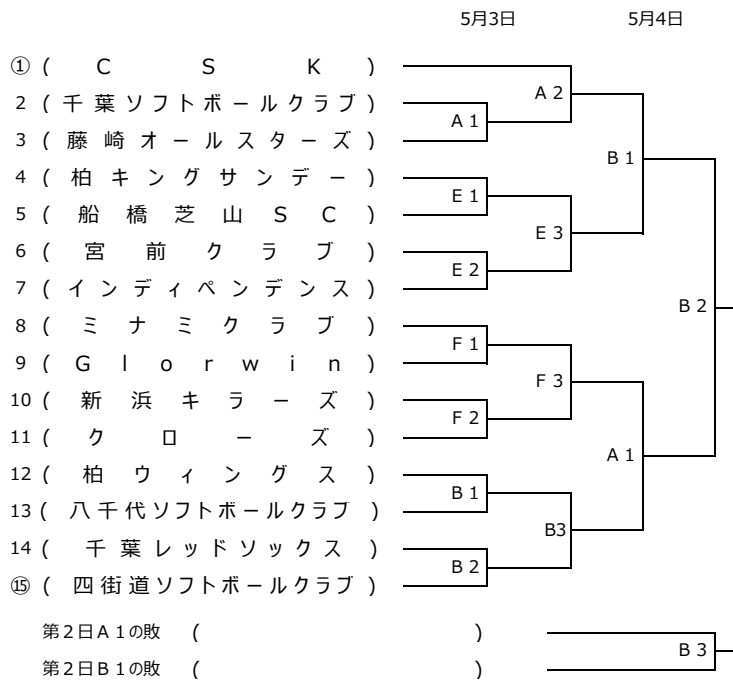 5月3日 5月4日
① ( C S K )
A 2
2 ( 千葉ソフトボールクラブ )
A 1
3 ( 藤崎オールスターズ )
B 1
4 ( 柏キングサンデー )
E 1
5 ( 船橋芝山SC )
E 3
6 ( 宮前クラブ )
E 2
7 ( インディペンデンス )
B 2
8 ( ミナミクラブ )
F 1
9 ( Glorwin )
F 3
10 ( 新浜キラーズ )
F 2
11 ( クローズ )
A 1
12 ( 柏ウィングス )
B 1
13 ( 八千代ソフトボールクラブ )
B3
14 ( 千葉レッドソックス )
B 2
⑮ ( 四街道ソフトボールクラブ )
第2日A1の敗 ( )
B 3
第2日B1の敗 ( )